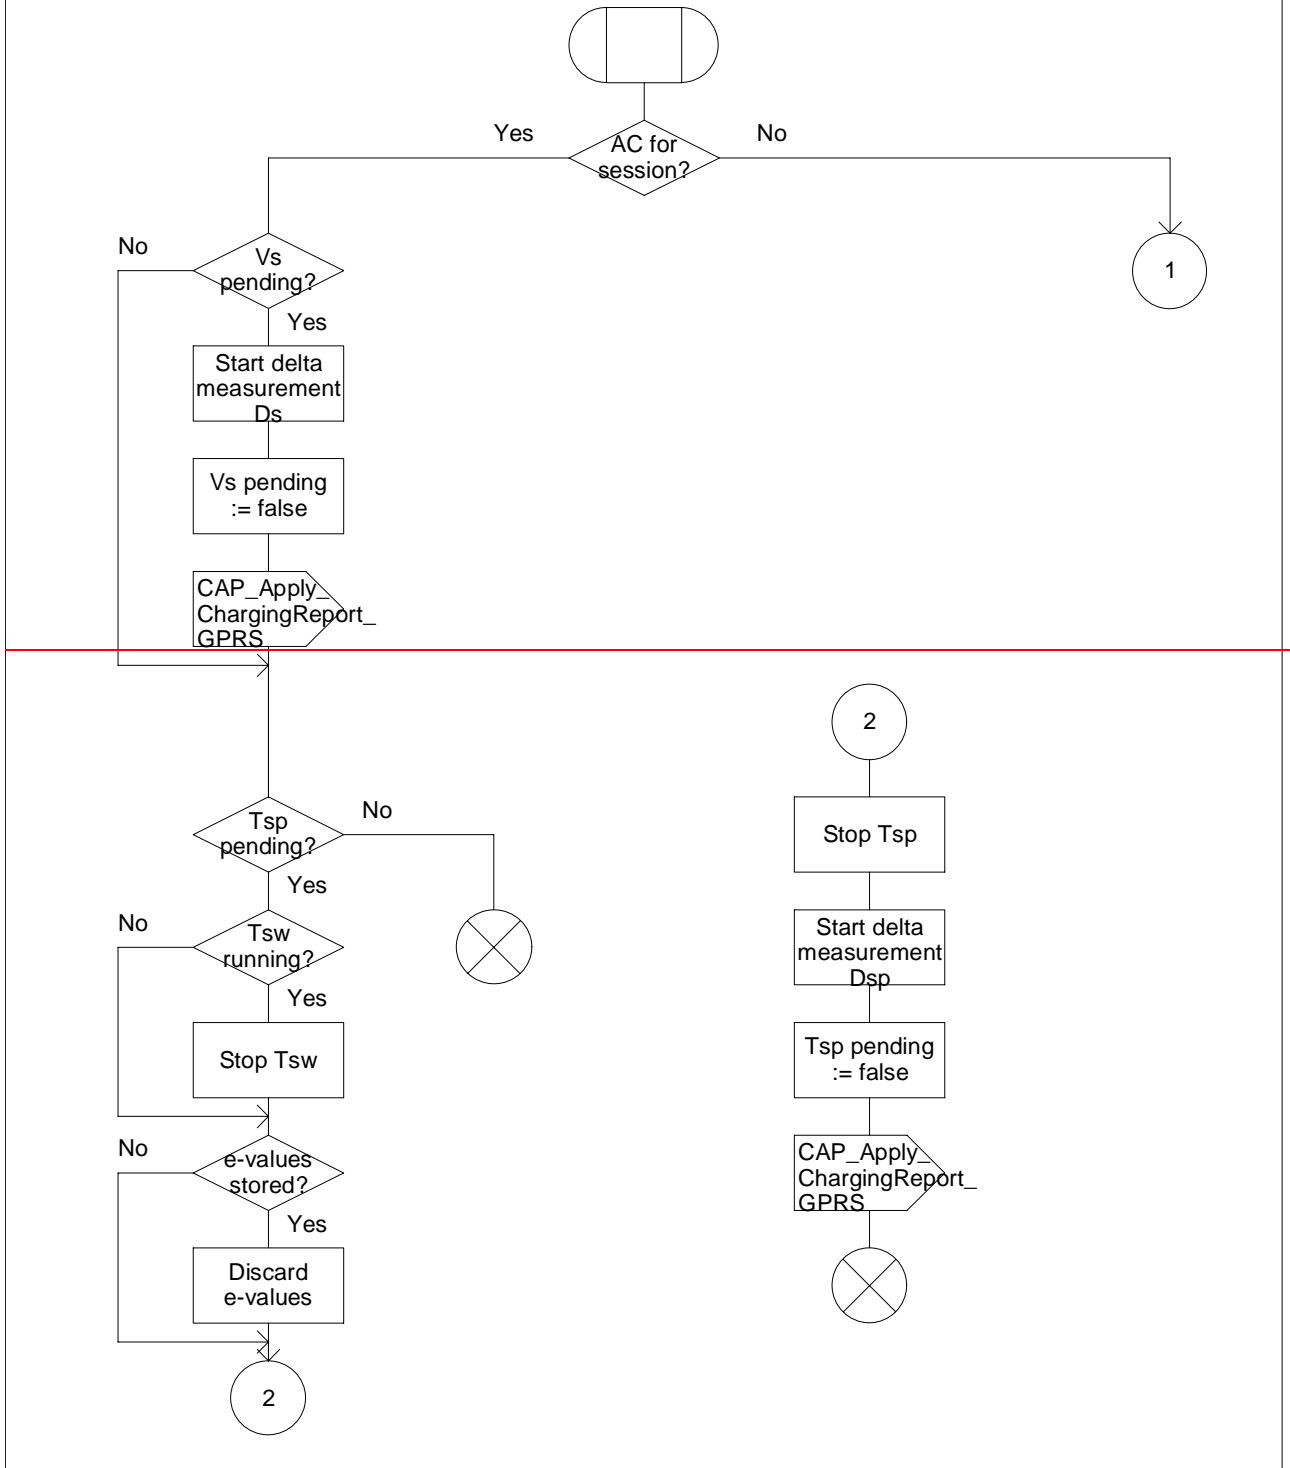 Yes
AC for
session?
No
No
Vs
pending?
1
Yes
Start delta
measurement
Ds
Vs pending
:= false
CAP_Apply_
ChargingReport_
GPRS
Tsp
pending?
No
Yes
No
Tsw
running?
Yes
Stop Tsw
No
e-values
stored?
Yes
Discard
e-values
2
2
Stop Tsp
Start delta
measurement
Dsp
Tsp pending
:= false
CAP_Apply_
ChargingReport_
GPRS